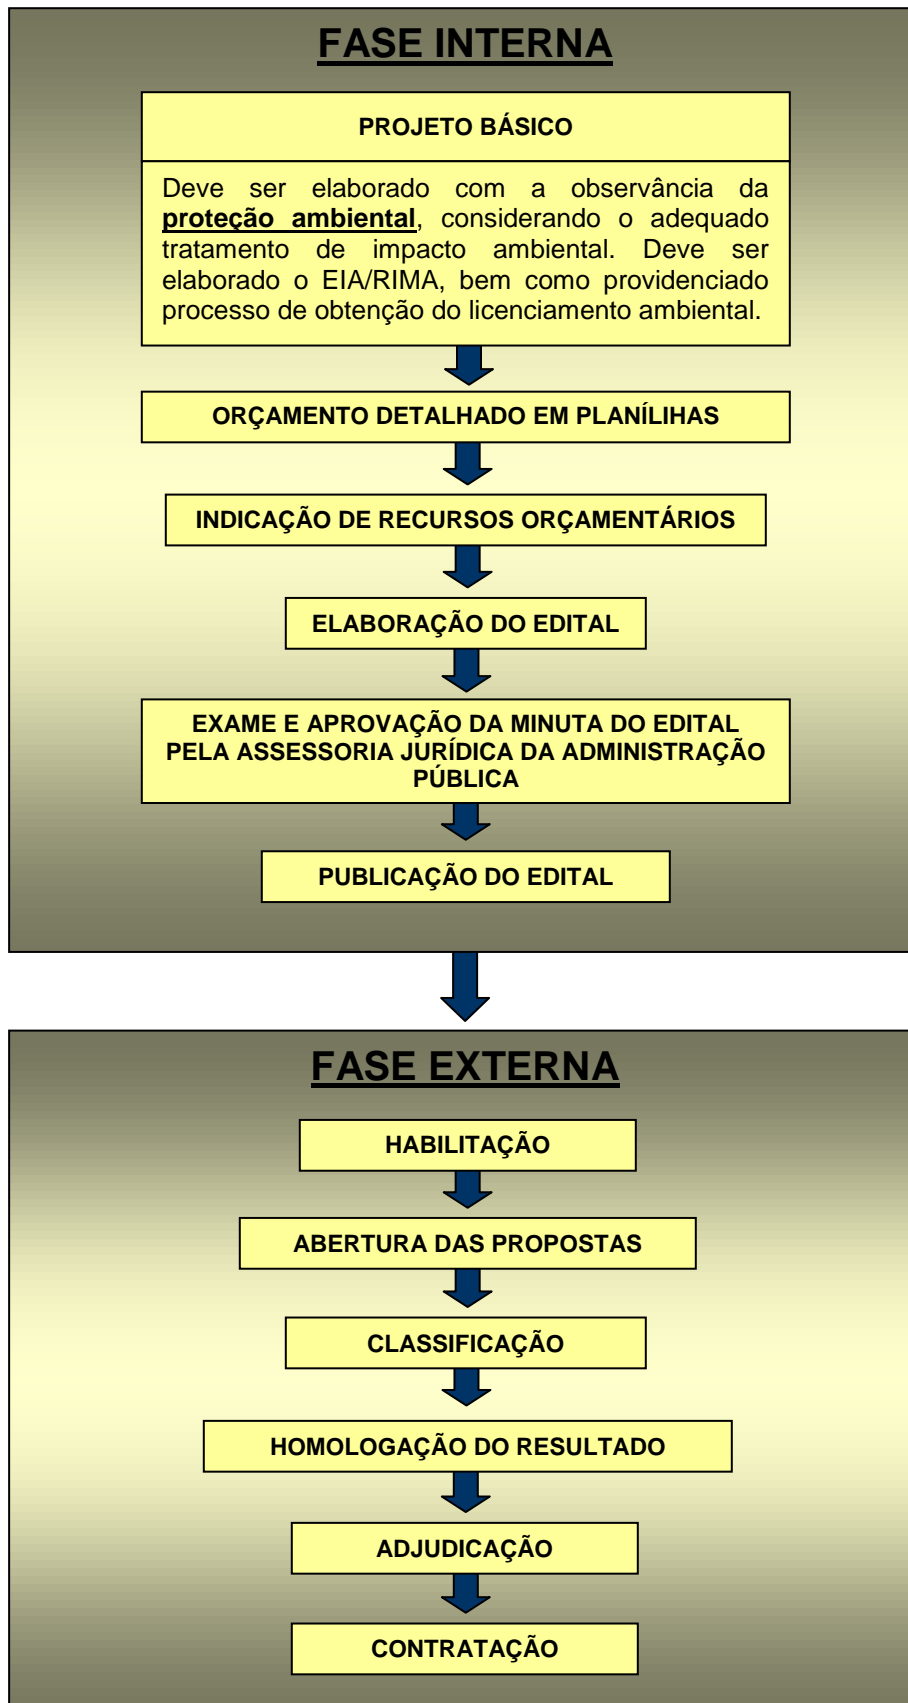 FASE INTERNA
PROJETO BÁSICO
Deve ser elaborado com a observância da
proteção ambiental, considerando o adequado
tratamento de impacto ambiental. Deve ser
elaborado o EIA/RIMA, bem como providenciado
processo de obtenção do licenciamento ambiental.
ORÇAMENTO DETALHADO EM PLANÍLIHAS
INDICAÇÃO DE RECURSOS ORÇAMENTÁRIOS
ELABORAÇÃO DO EDITAL
EXAME E APROVAÇÃO DA MINUTA DO EDITAL
PELA ASSESSORIA JURÍDICA DA ADMINISTRAÇÃO
PÚBLICA
PUBLICAÇÃO DO EDITAL
FASE EXTERNA
HABILITAÇÃO
ABERTURA DAS PROPOSTAS
CLASSIFICAÇÃO
HOMOLOGAÇÃO DO RESULTADO
ADJUDICAÇÃO
CONTRATAÇÃO